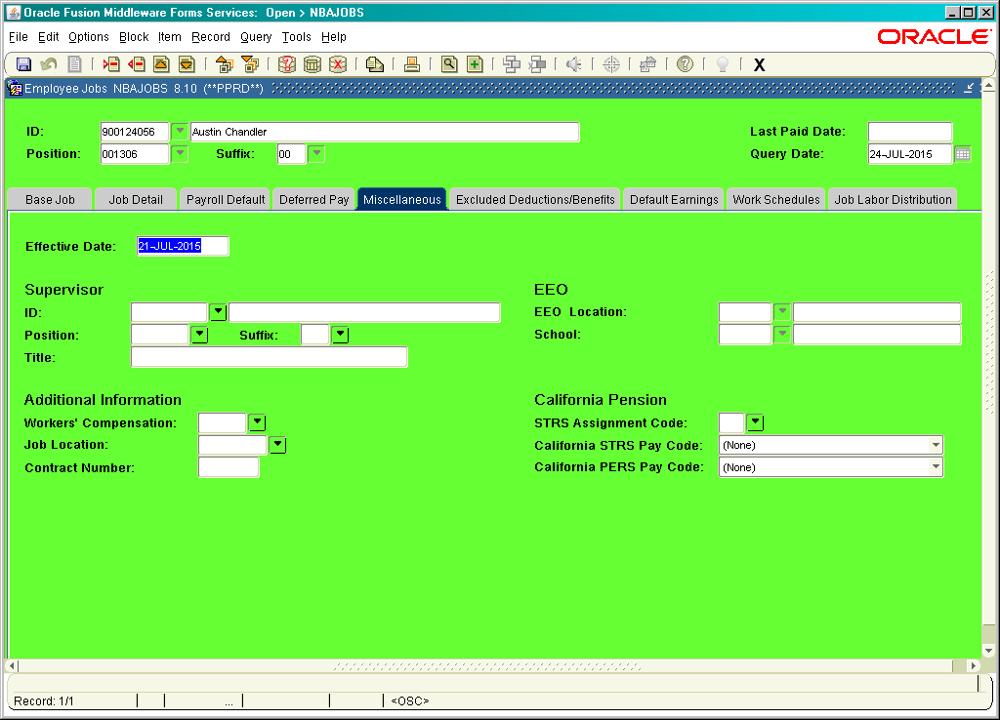 Oracle Fusion Middleware Forms Services: Open > NBAJOBS
File Edit Options Block Item Record Query Tools Help
ORACLE
X
Employee Jobs NBAJOBS 8.10 (**PPRD**)
ID: 900124056 Austin Chandler Last Paid Date:
Position: 001306 Suffix: 00 Query Date: 24-JUL-2015
Base Job Job Detail Payroll Default Deferred Pay Miscellaneous Excluded Deductions/Benefits Default Earnings Work Schedules Job Labor Distribution
Effective Date: 21-JUL-2015
Supervisor EEO
ID: EEO Location:
Position: Suffix: School:
Title:
Additional Information California Pension
Workers' Compensation: STRS Assignment Code:
Job Location: California STRS Pay Code: (None)
Contract Number: California PERS Pay Code: (None)
Record: 1/1 ... <OSC>